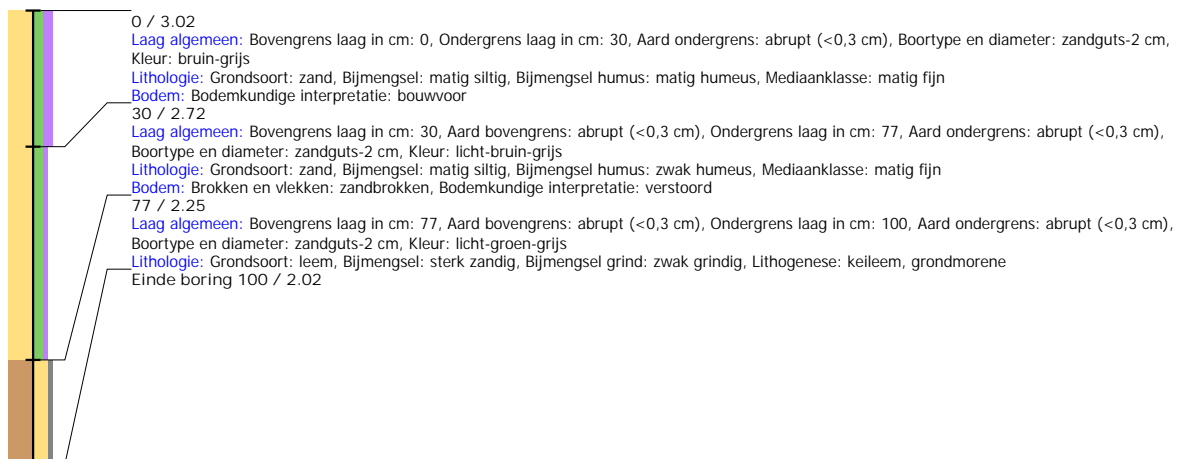 0 / 3.02
Laag algemeen: Bovengrens laag in cm: 0, Ondergrens laag in cm: 30, Aard ondergrens: abrupt (<0,3 cm), Boortype en diameter: zandguts-2 cm,
Kleur: bruin-grijs
Lithologie: Grondsoort: zand, Bijmengsel: matig siltig, Bijmengsel humus: matig humeus, Mediaanklasse: matig fijn
Bodem: Bodemkundige interpretatie: bouwvoor
30 / 2.72
Laag algemeen: Bovengrens laag in cm: 30, Aard bovengrens: abrupt (<0,3 cm), Ondergrens laag in cm: 77, Aard ondergrens: abrupt (<0,3 cm),
Boortype en diameter: zandguts-2 cm, Kleur: licht-bruin-grijs
Lithologie: Grondsoort: zand, Bijmengsel: matig siltig, Bijmengsel humus: zwak humeus, Mediaanklasse: matig fijn
Bodem: Brokken en vlekken: zandbrokken, Bodemkundige interpretatie: verstoord
77 / 2.25
Laag algemeen: Bovengrens laag in cm: 77, Aard bovengrens: abrupt (<0,3 cm), Ondergrens laag in cm: 100, Aard ondergrens: abrupt (<0,3 cm),
Boortype en diameter: zandguts-2 cm, Kleur: licht-groen-grijs
Lithologie: Grondsoort: leem, Bijmengsel: sterk zandig, Bijmengsel grind: zwak grindig, Lithogenese: keileem, grondmorene
Einde boring 100 / 2.02